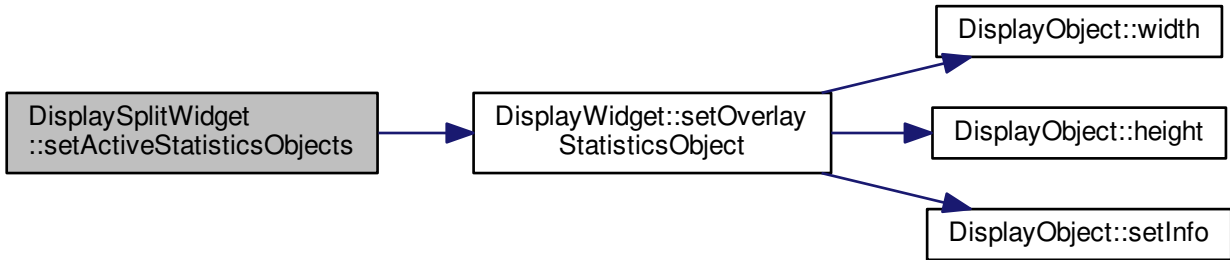 DisplaySplitWidget
::setActiveStatisticsObjects
DisplayWidget::setOverlay
StatisticsObject
DisplayObject::width
DisplayObject::height
DisplayObject::setInfo